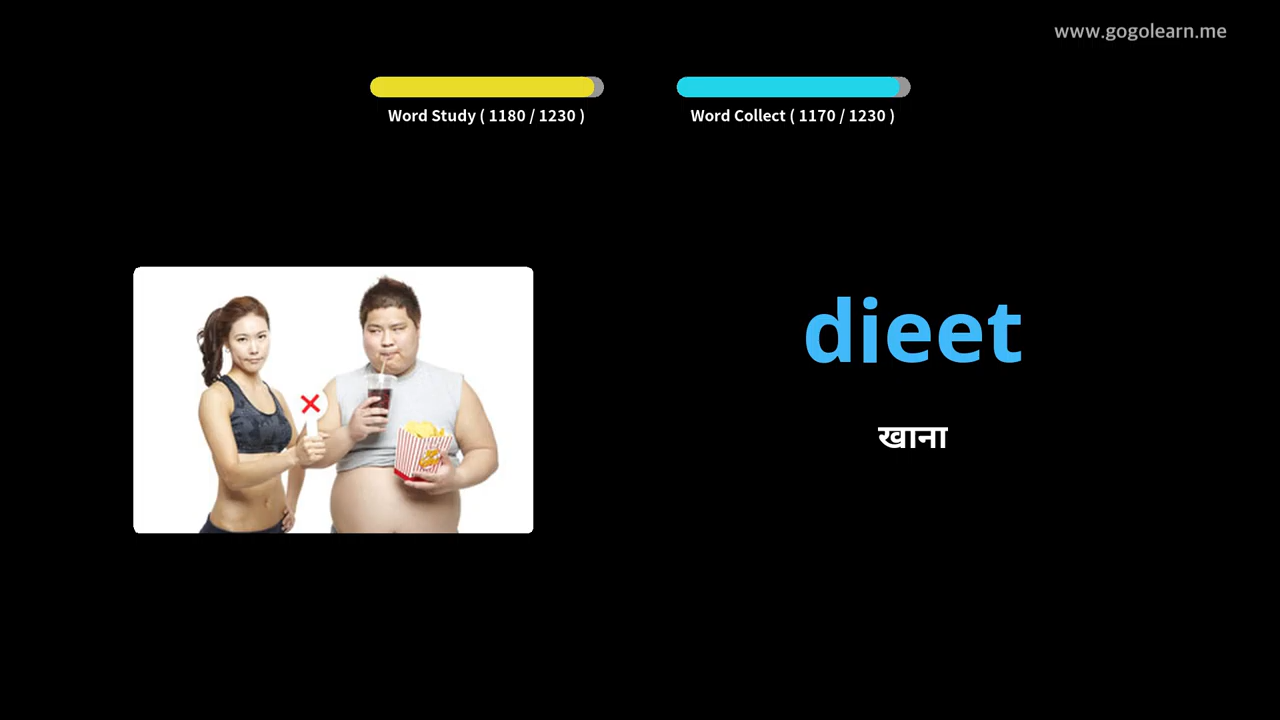 www.gogolearn.me
Word Study ( 1180 / 1230 )
Word Collect ( 1170 / 1230 )
dieet
खाना